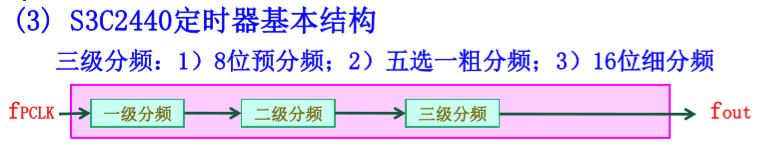 (3) S3C2440定时器基本结构
三级分频：1）8位预分频；2）五选一粗分频；3）16位细分频
fPCLK 一级分频 二级分频 三级分频 fout